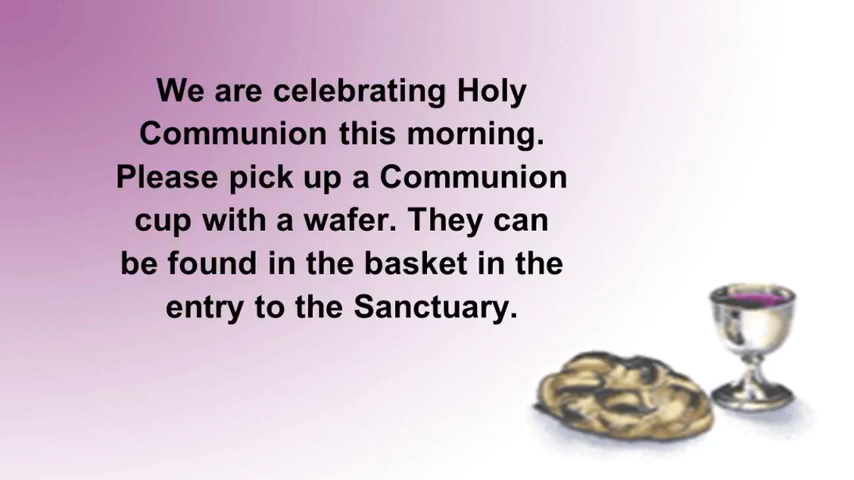 We are celebrating Holy
Communion this morning.
Please pick up a Communion
cup with a wafer. They can
be found in the basket in the
entry to the Sanctuary.